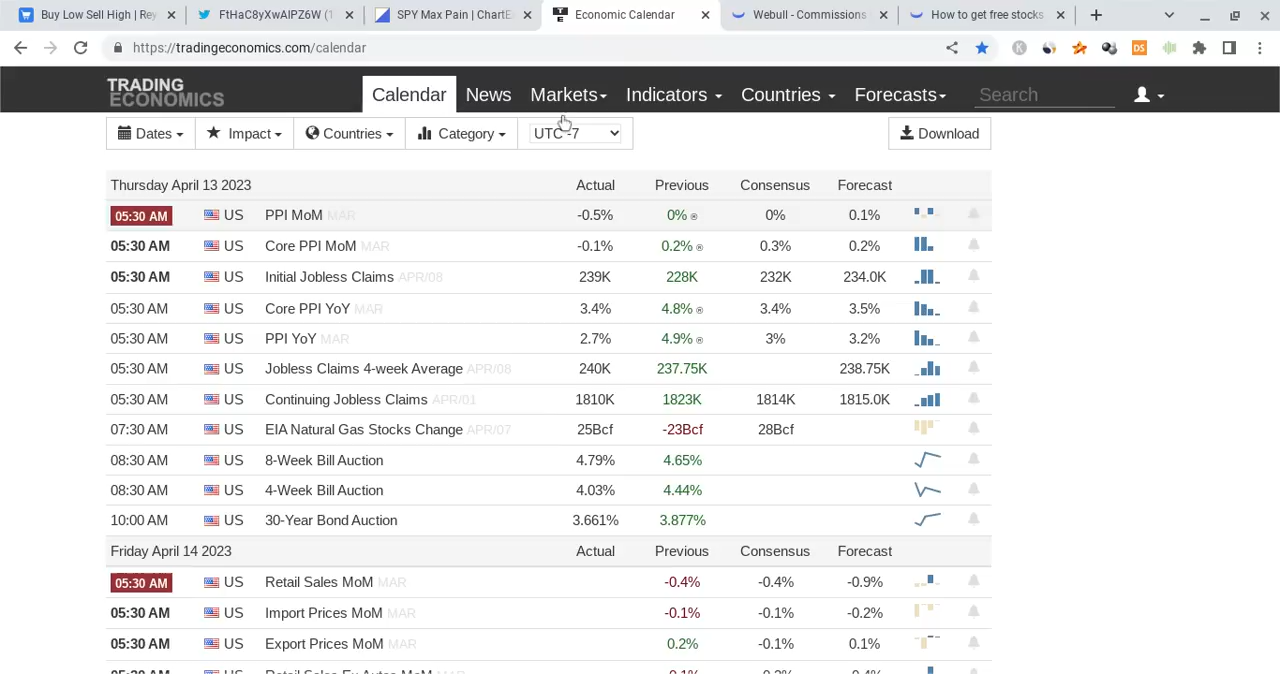 Buy Low Sell High | Rey
FtHaC8yXwAIPZ6W (1
SPY Max Pain | ChartE
Economic Calendar
Webull - Commissions
How to get free stocks
https://tradingeconomics.com/calendar
TRADING ECONOMICS
Calendar News Markets Indicators Countries Forecasts Search
Dates Impact Countries Category UTC -7 Download
Thursday April 13 2023 Actual Previous Consensus Forecast
05:30 AM US PPI MoM MAR -0.5% 0% ® 0% 0.1%
05:30 AM US Core PPI MoM MAR -0.1% 0.2% ® 0.3% 0.2%
05:30 AM US Initial Jobless Claims APR/08 239K 228K 232K 234.0K
05:30 AM US Core PPI YoY MAR 3.4% 4.8% ® 3.4% 3.5%
05:30 AM US PPI YoY MAR 2.7% 4.9% ® 3% 3.2%
05:30 AM US Jobless Claims 4-week Average APR/08 240K 237.75K 238.75K
05:30 AM US Continuing Jobless Claims APR/01 1810K 1823K 1814K 1815.0K
07:30 AM US EIA Natural Gas Stocks Change APR/07 25Bcf -23Bcf 28Bcf
08:30 AM US 8-Week Bill Auction 4.79% 4.65%
08:30 AM US 4-Week Bill Auction 4.03% 4.44%
10:00 AM US 30-Year Bond Auction 3.661% 3.877%
Friday April 14 2023 Actual Previous Consensus Forecast
05:30 AM US Retail Sales MoM MAR -0.4% -0.4% -0.9%
05:30 AM US Import Prices MoM MAR -0.1% -0.1% -0.2%
05:30 AM US Export Prices MoM MAR 0.2% -0.1% 0.1%